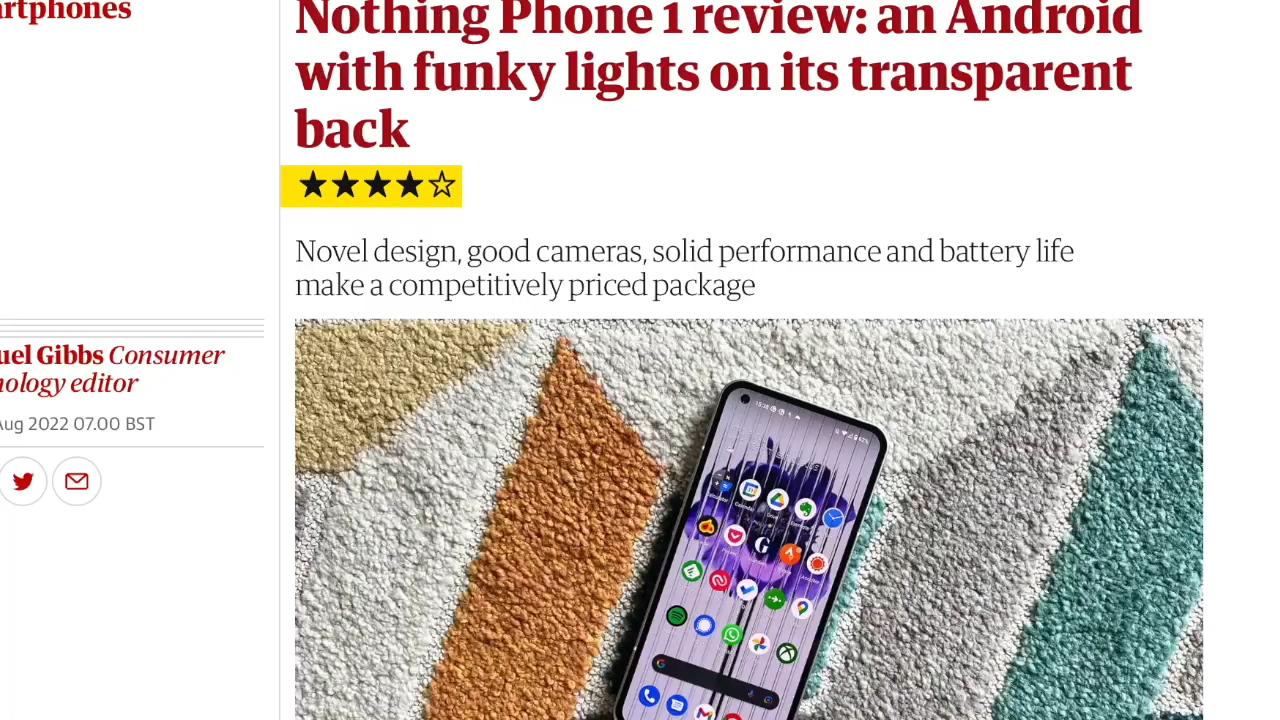 artphones
Nothing Phone 1 review: an Android
with funky lights on its transparent
back
Novel design, good cameras, solid performance and battery life
make a competitively priced package
uel Gibbs Consumer
nology editor
Aug 2022 07.00 BST